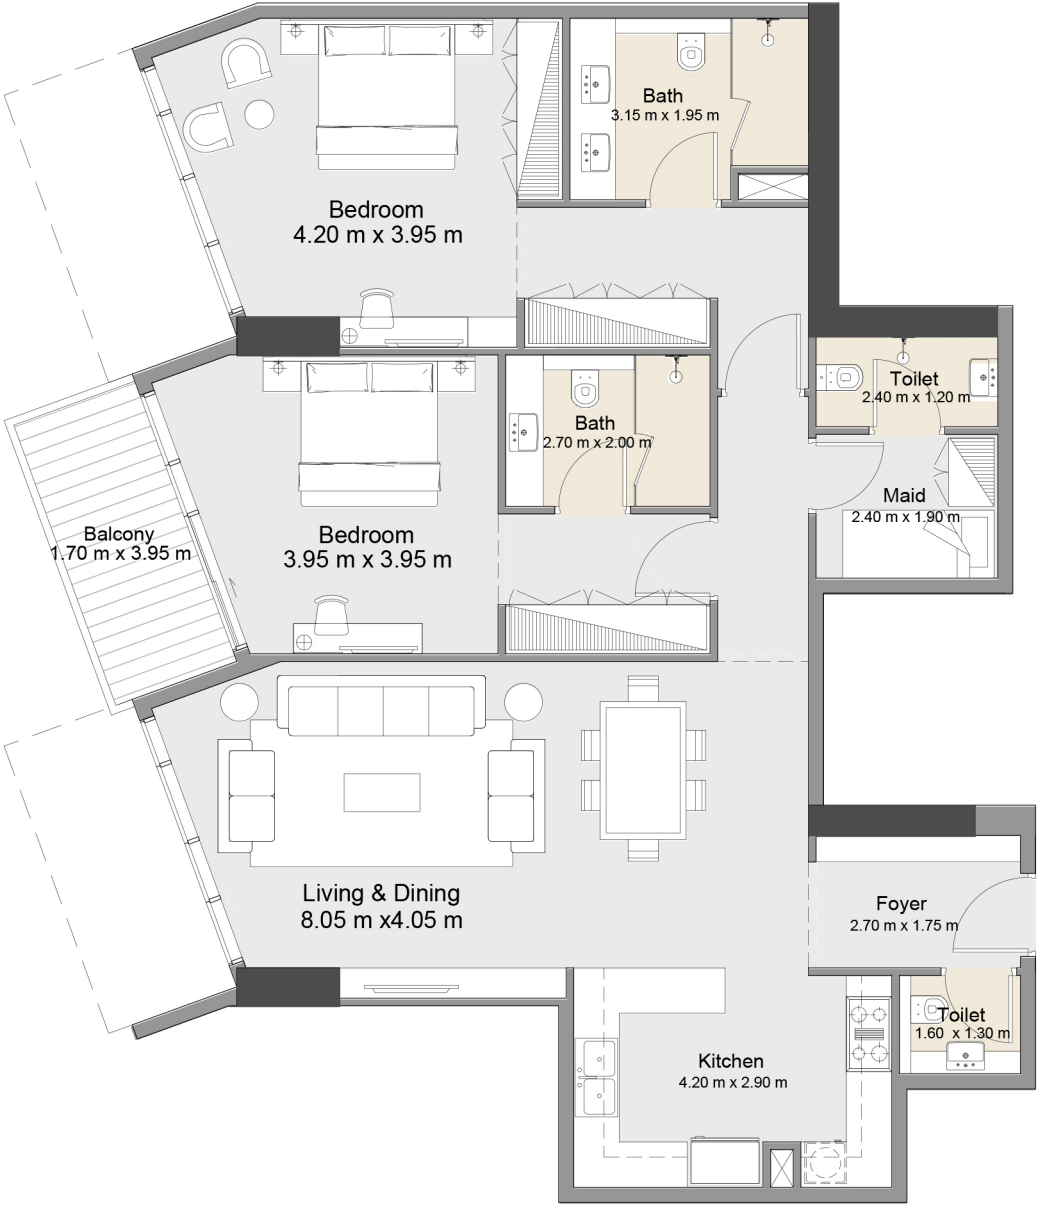 Bath
3.15 m x 1.95 m
Bedroom
4.20 m x 3.95 m
Toilet
2.40 m x 1.20 m
Bath
2.70 m x 2.00 m
Maid
2.40 m x 1.90 m
Balcony
1.70 m x 3.95 m
Bedroom
3.95 m x 3.95 m
Living & Dining
8.05 m x4.05 m
Foyer
2.70 m x 1.75 m
Toilet
1.60 x 1.30 m
Kitchen
4.20 m x 2.90 m